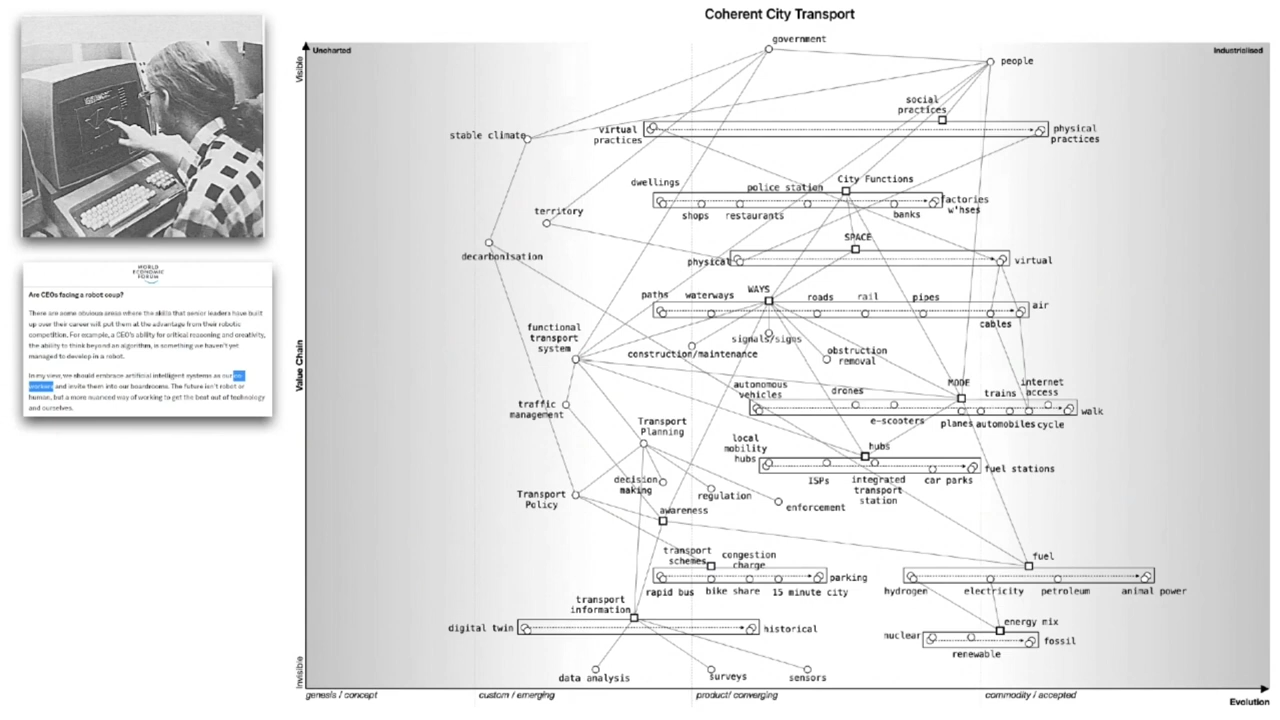 Coherent City Transport
WORLD
ECONOMIC
FORUM
Are CEOs facing a robot coup?
There are some obvious areas where the skills that senior leaders have built
up over their career will put them at the advantage from their robotic
competition. For example, a CEO's ability for critical reasoning and creativity,
the ability to think beyond an algorithm, is something we haven't yet
managed to develop in a robot.
In my view, we should embrace artificial intelligent systems as our co-
workers and invite them into our boardrooms. The future isn't robot or
human, but a more nuanced way of working to get the best out of technology
and ourselves.
Visible
Value Chain
Invisible
Uncharted
Industrialised
government
people
social
practices
stable climate
virtual
practices
physical
practices
dwellings
police station
City Functions
factories
w'hses
shops
restaurants
banks
territory
decarbonisation
SPACE
physical
virtual
paths
waterways
WAYS
roads
rail
pipes
air
cables
functional
transport
system
signals/signs
construction/maintenance
obstruction
removal
autonomous
vehicles
drones
MODE
trains
internet
access
walk
e-scooters
planes
automobiles
cycle
traffic
management
Transport
Planning
local
mobility
hubs
hubs
fuel stations
ISPs
integrated
transport
station
car parks
decision
making
regulation
enforcement
Transport
Policy
awareness
transport
schemes
congestion
charge
parking
rapid bus
bike share
15 minute city
fuel
hydrogen
electricity
petroleum
animal power
transport
information
digital twin
historical
energy mix
nuclear
fossil
renewable
data analysis
surveys
sensors
genesis / concept
custom / emerging
product/ converging
commodity / accepted
Evolution